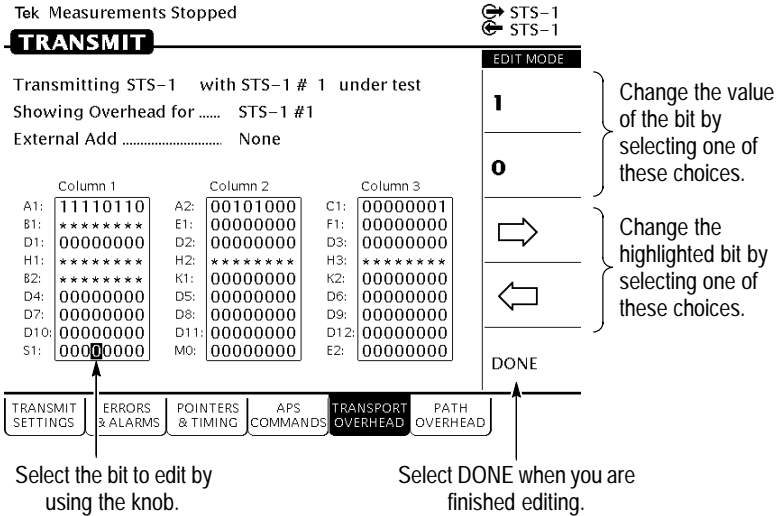 Tek Measurements Stopped
STS-1
STS-1
TRANSMIT
EDIT MODE
Transmitting STS-1 with STS-1 # 1 under test
Showing Overhead for ...... STS-1 #1
External Add ........................... None
1
0
Change the value
of the bit by
selecting one of
these choices.
Change the
highlighted bit by
selecting one of
these choices.
Column 1 Column 2 Column 3
A1: 11110110 A2: 00101000 C1: 00000001
B1: ******** E1: 00000000 F1: 00000000
D1: 00000000 D2: 00000000 D3: 00000000
H1: ******** H2: ******** H3: ********
B2: ******** K1: 00000000 K2: 00000000
D4: 00000000 D5: 00000000 D6: 00000000
D7: 00000000 D8: 00000000 D9: 00000000
D10: 00000000 D11: 00000000 D12: 00000000
S1: 00000000 M0: 00000000 E2: 00000000
DONE
TRANSMIT SETTINGS
ERRORS & ALARMS
POINTERS & TIMING
APS COMMANDS
TRANSPORT OVERHEAD
PATH OVERHEAD
Select the bit to edit by
using the knob.
Select DONE when you are
finished editing.